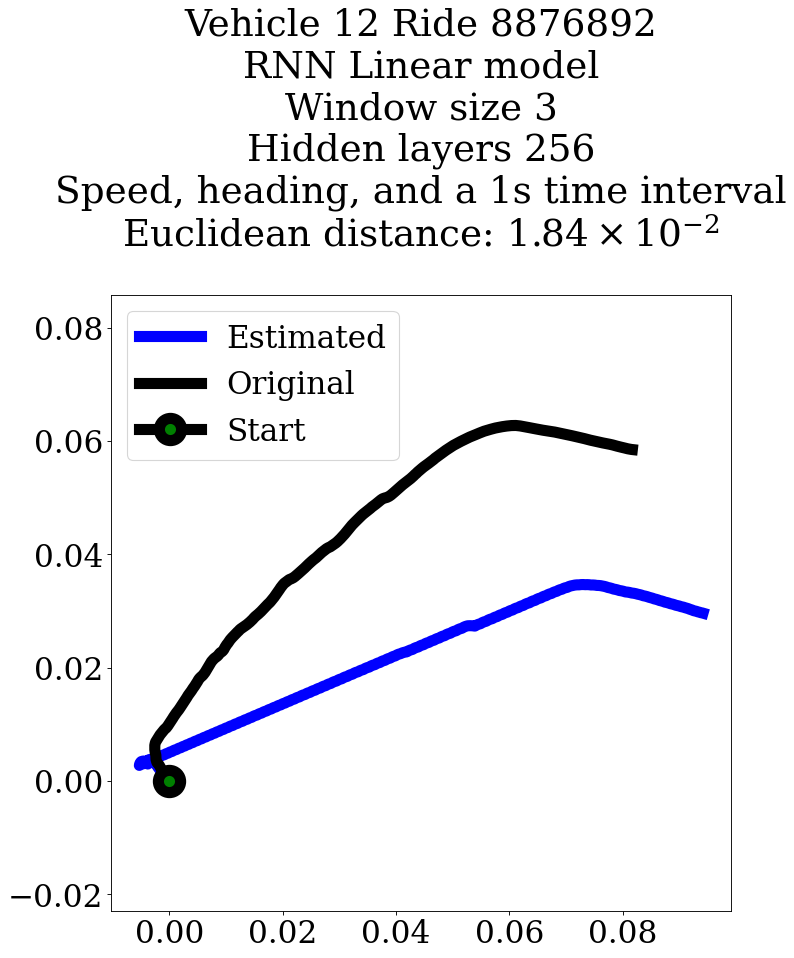 Vehicle 12 Ride 8876892
RNN Linear model
Window size 3
Hidden layers 256
Speed, heading, and a 1s time interval
Euclidean distance: 1.84 × 10⁻²
Estimated
Original
Start
0.08
0.06
0.04
0.02
0.00
−0.02
0.00 0.02 0.04 0.06 0.08